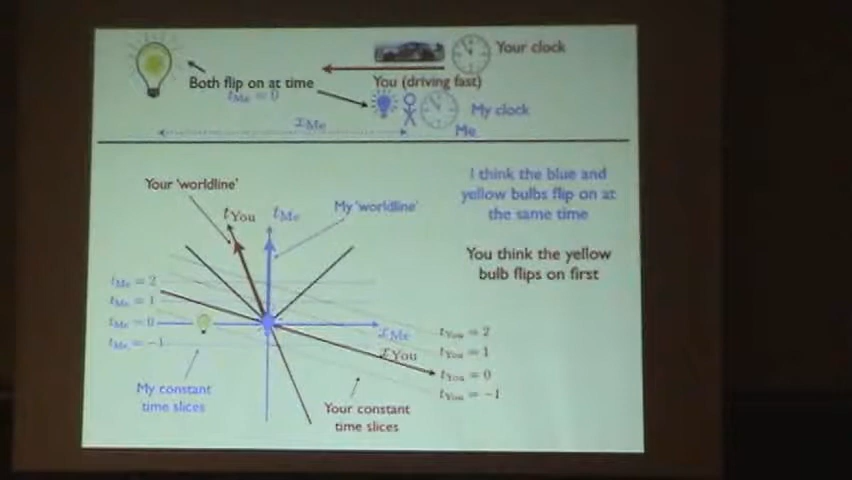 Your clock
Both flip on at time
t_Me = 0
You (driving fast)
My clock
x_Me
Me
I think the blue and
yellow bulbs flip on at
the same time
Your 'worldline'
t_You
t_Me
My 'worldline'
You think the yellow
bulb flips on first
t_Me = 2
t_Me = 1
t_Me = 0
t_Me = -1
x_Me
x_You
t_You = 2
t_You = 1
t_You = 0
t_You = -1
My constant
time slices
Your constant
time slices